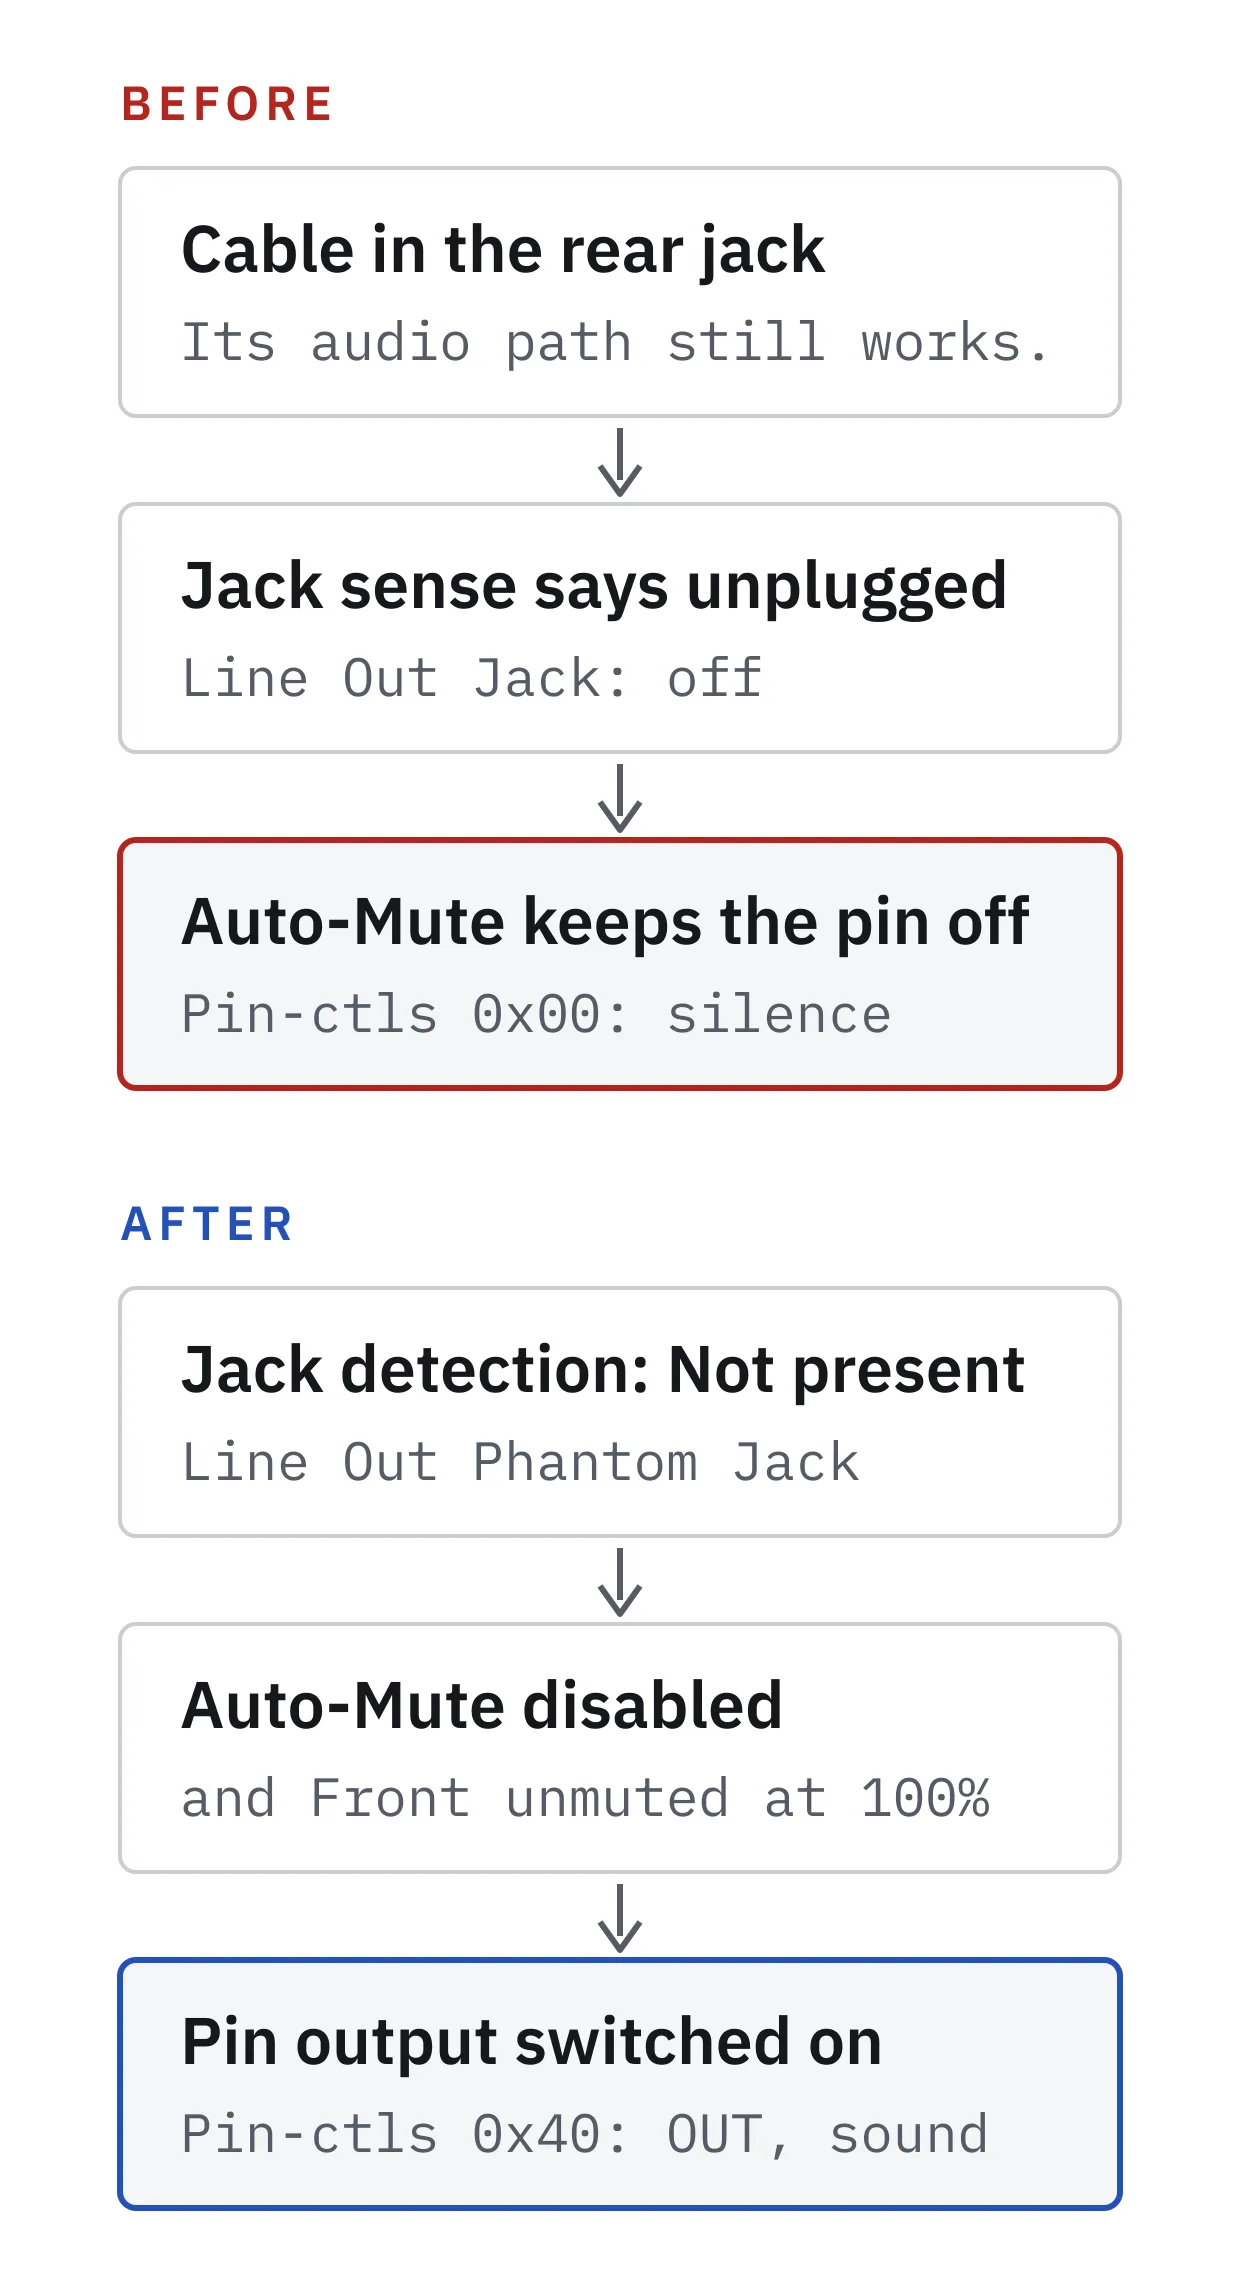 BEFORE
Cable in the rear jack
Its audio path still works.
Jack sense says unplugged
Line Out Jack: off
Auto-Mute keeps the pin off
Pin-ctls 0x00: silence
AFTER
Jack detection: Not present
Line Out Phantom Jack
Auto-Mute disabled
and Front unmuted at 100%
Pin output switched on
Pin-ctls 0x40: OUT, sound